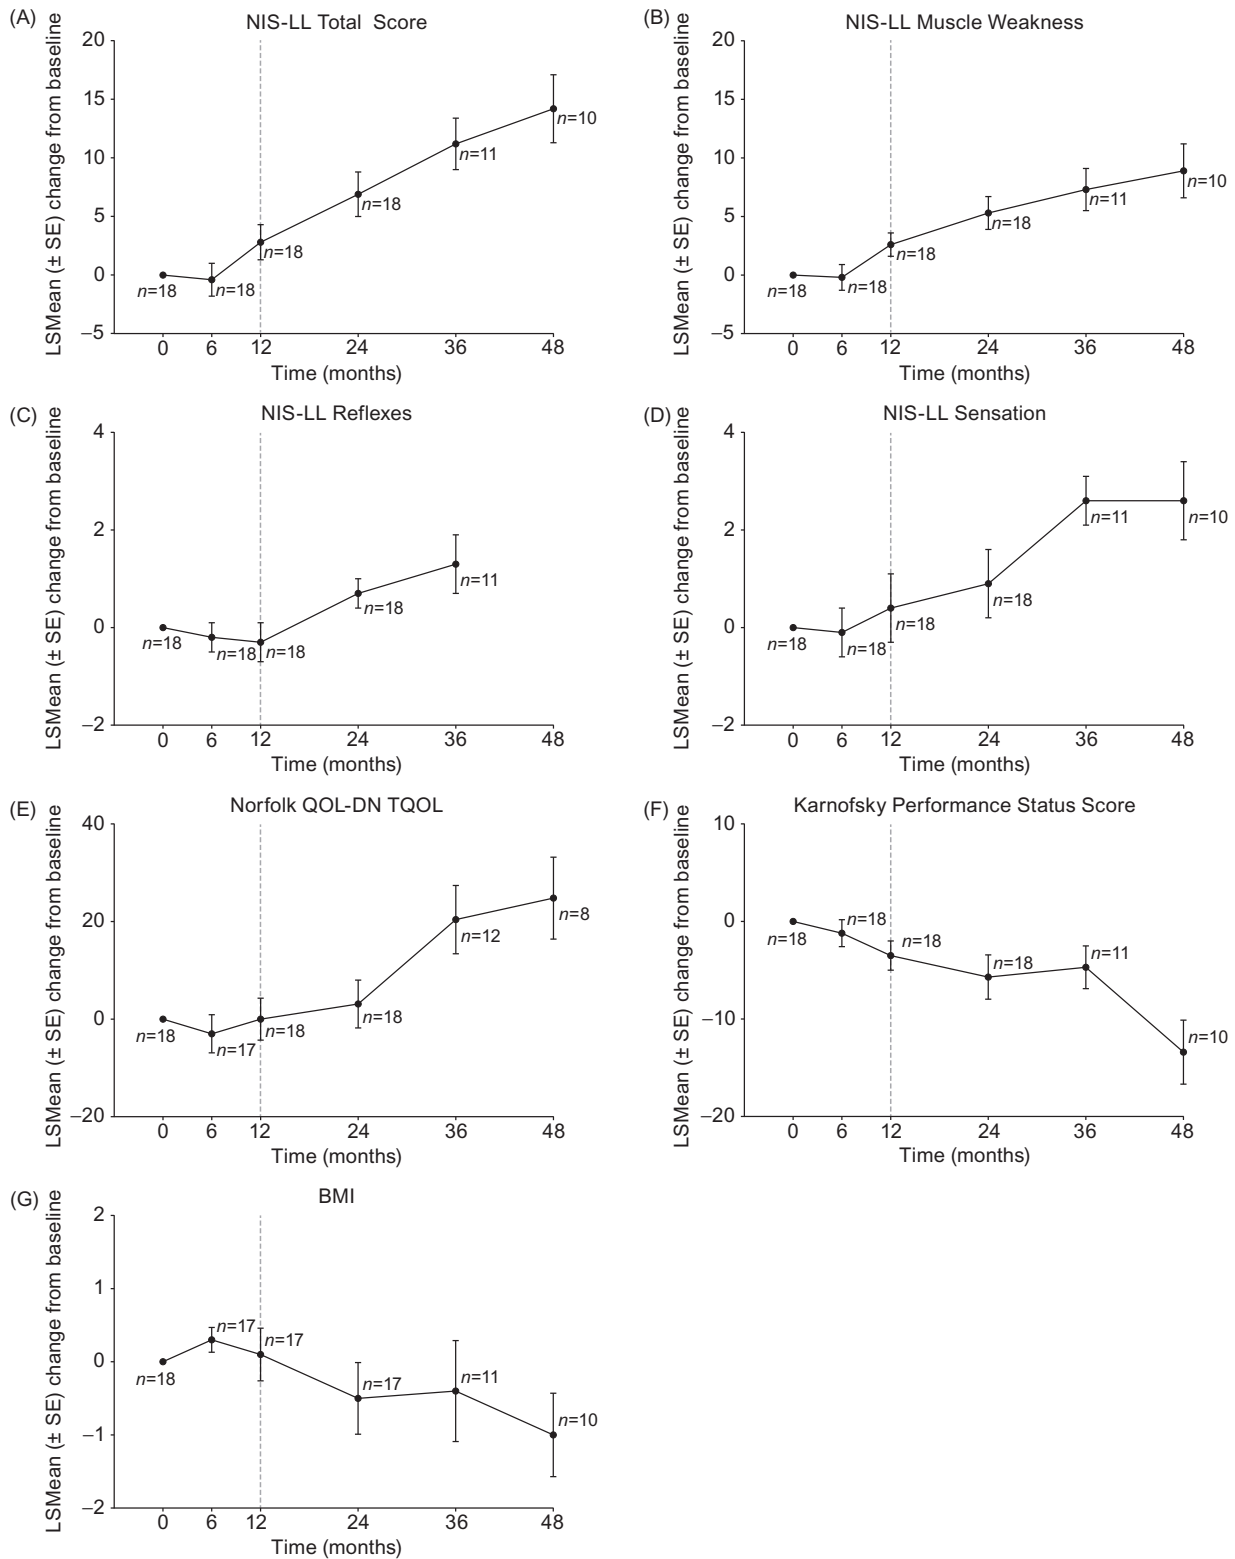 (A) NIS-LL Total Score
LSMean (± SE) change from baseline
20
15
10
5
0
–5
n=18
n=18
n=18
n=18
n=11
n=10
0 6 12 24 36 48
Time (months)
(B) NIS-LL Muscle Weakness
LSMean (± SE) change from baseline
20
15
10
5
0
–5
n=18
n=18
n=18
n=18
n=11
n=10
0 6 12 24 36 48
Time (months)
(C) NIS-LL Reflexes
LSMean (± SE) change from baseline
4
2
0
–2
n=18
n=18
n=18
n=18
n=11
0 6 12 24 36 48
Time (months)
(D) NIS-LL Sensation
LSMean (± SE) change from baseline
4
2
0
–2
n=18
n=18
n=18
n=18
n=11
n=10
0 6 12 24 36 48
Time (months)
(E) Norfolk QOL-DN TQOL
LSMean (± SE) change from baseline
40
20
0
–20
n=18
n=17
n=18
n=18
n=12
n=8
0 6 12 24 36 48
Time (months)
(F) Karnofsky Performance Status Score
LSMean (± SE) change from baseline
10
0
–10
–20
n=18
n=18
n=18
n=18
n=11
n=10
0 6 12 24 36 48
Time (months)
(G) BMI
LSMean (± SE) change from baseline
2
1
0
–1
–2
n=18
n=17
n=17
n=17
n=11
n=10
0 6 12 24 36 48
Time (months)